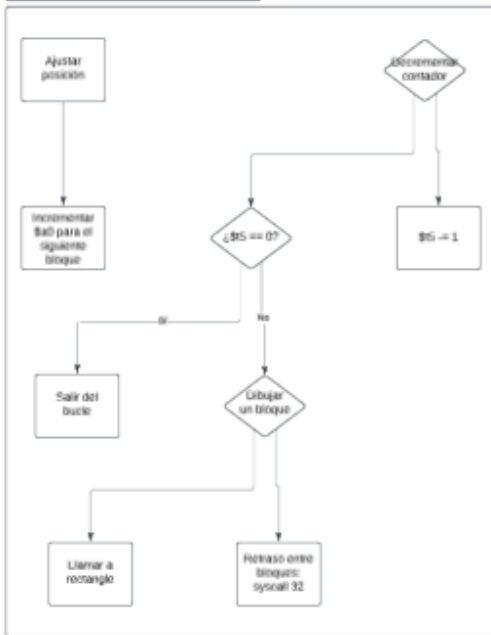 Ajustar
posición
Decrementar
contador
Incrementar
$a0 para el
siguiente
bloque
¿$t5 == 0?
$t5 -= 1
Sí
No
Salir del
bucle
Dibujar
un bloque
Llamar a
rectangle
Retraso entre
bloques:
syscall 32